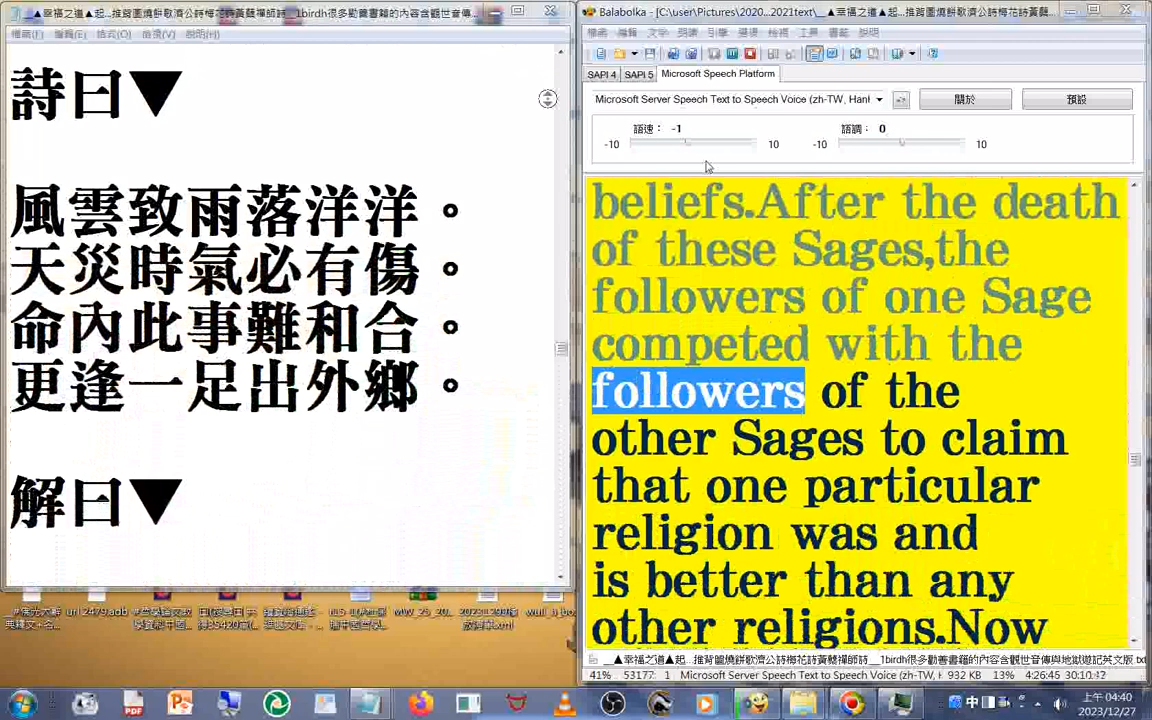 詩曰▼
風雲致雨落洋洋。
天災時氣必有傷。
命內此事難和合。
更逢一足出外鄉。
解曰▼
SAPI 4
SAPI 5
Microsoft Speech Platform
Microsoft Server Speech Text to Speech Voice (zh-TW, Hanl
關於
預設
語速： -1
語調： 0
-10
10
-10
10
beliefs.After the death
of these Sages,the
followers of one Sage
competed with the
followers of the
other Sages to claim
that one particular
religion was and
is better than any
other religions.Now
41%
53177: 1
Microsoft Server Speech Text to Speech Voice (zh-TW, H
932 KB
13%
4:26:45
上午 04:40
2023/12/27